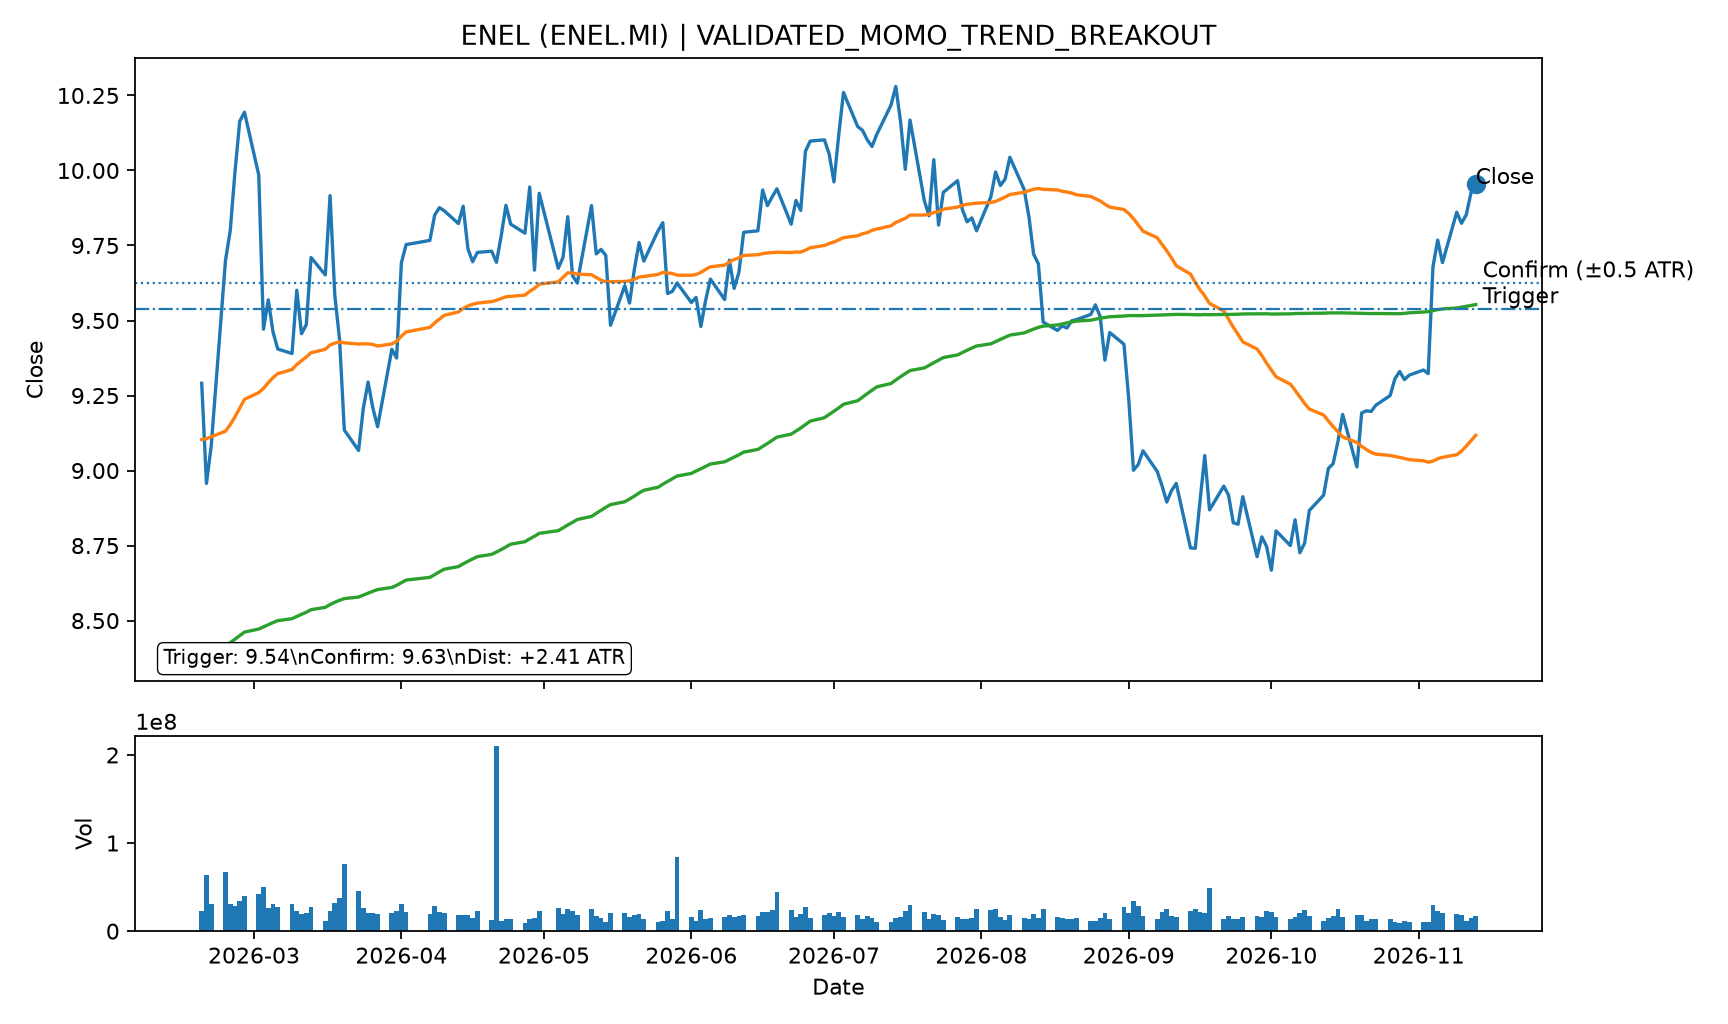 ENEL (ENEL.MI) | VALIDATED_MOMO_TREND_BREAKOUT
Close
10.25
10.00
9.75
9.50
9.25
9.00
8.75
8.50
Close
Confirm (±0.5 ATR)
Trigger
Trigger: 9.54\nConfirm: 9.63\nDist: +2.41 ATR
1e8
Vol
2
1
0
2026-03 2026-04 2026-05 2026-06 2026-07 2026-08 2026-09 2026-10 2026-11
Date